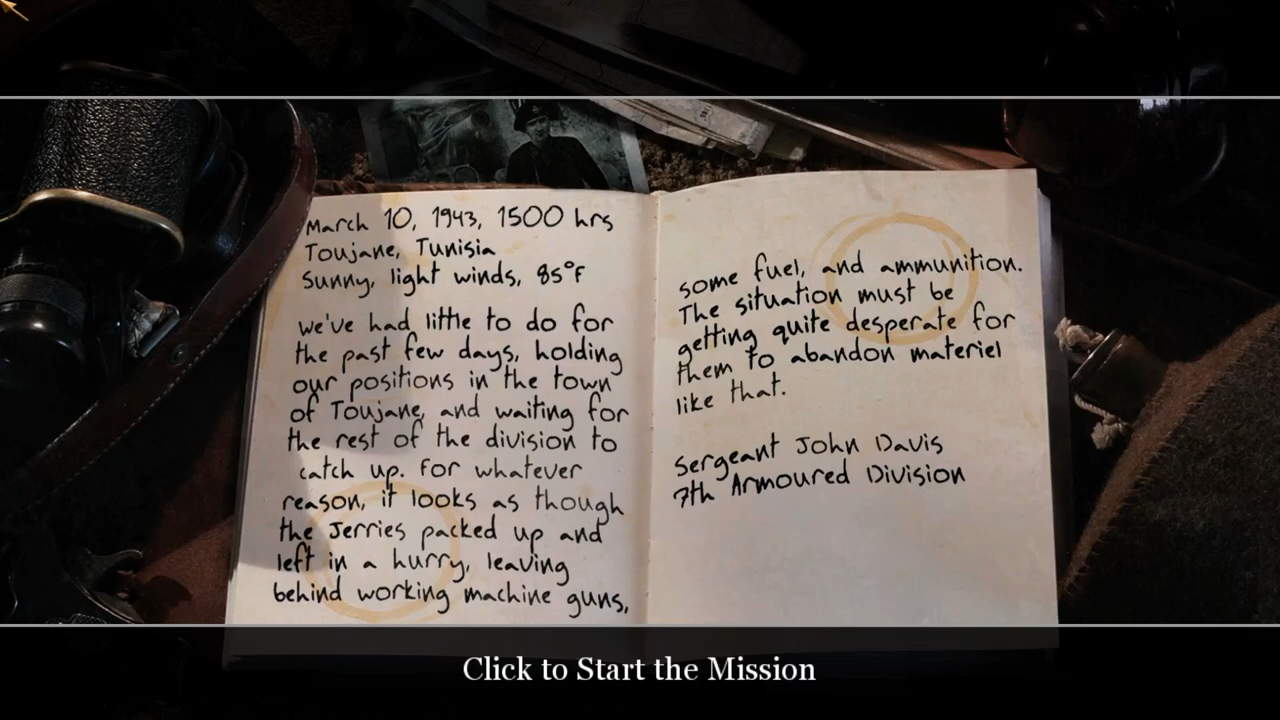 March 10, 1943, 1500 hrs
Toujane, Tunisia
Sunny, light winds, 85°F
We've had little to do for
the past few days, holding
our positions in the town
of Toujane, and waiting for
the rest of the division to
catch up. For whatever
reason, it looks as though
the Jerries packed up and
left in a hurry, leaving
behind working machine guns,
some fuel, and ammunition.
The situation must be
getting quite desperate for
them to abandon materiel
like that.
Sergeant John Davis
7th Armoured Division
Click to Start the Mission